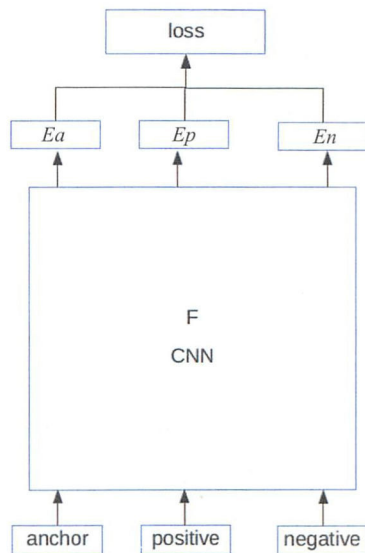 loss
Ea Ep En
F
CNN
anchor positive negative